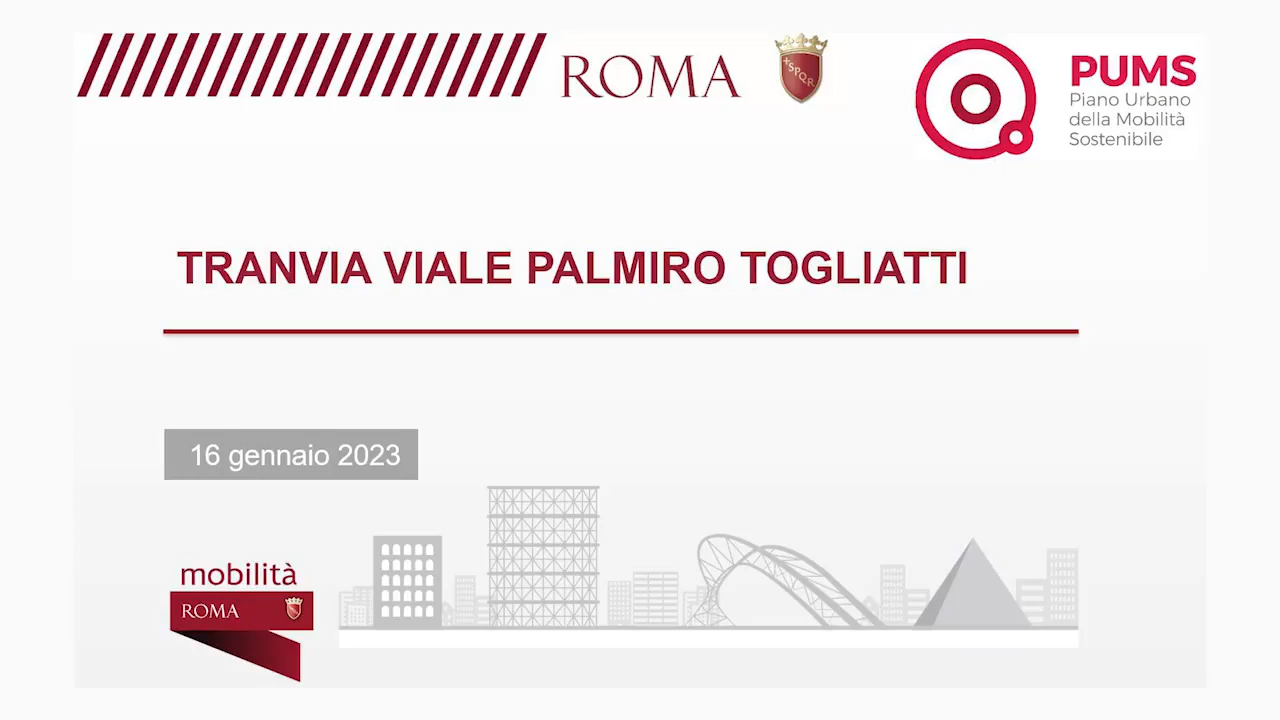 ROMA
SPQR
PUMS
Piano Urbano
della Mobilità
Sostenibile
TRANVIA VIALE PALMIRO TOGLIATTI
16 gennaio 2023
mobilità
ROMA